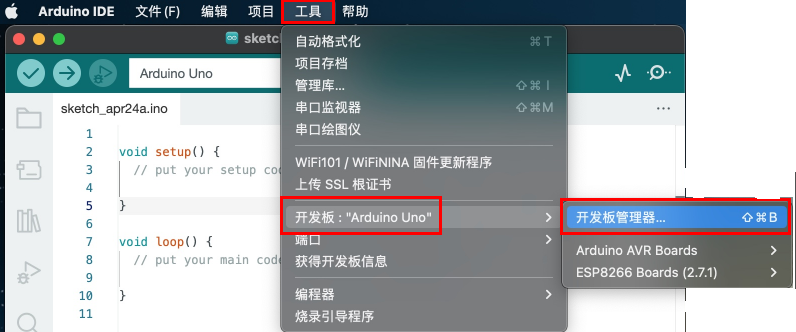 Arduino IDE 文件(F) 编辑 项目 工具 帮助
sketch
Arduino Uno
sketch_apr24a.ino
1
2 void setup() {
3 // put your setup cod
4
5 }
6
7 void loop() {
8 // put your main code
9
10 }
11
自动格式化 ⌘T
项目存档
管理库... ⇧⌘I
串口监视器 ⇧⌘M
串口绘图仪
WiFi101 / WiFiNINA 固件更新程序
上传 SSL 根证书
开发板 : "Arduino Uno"
端口
获得开发板信息
编程器
烧录引导程序
开发板管理器... ⇧⌘B
Arduino AVR Boards
ESP8266 Boards (2.7.1)